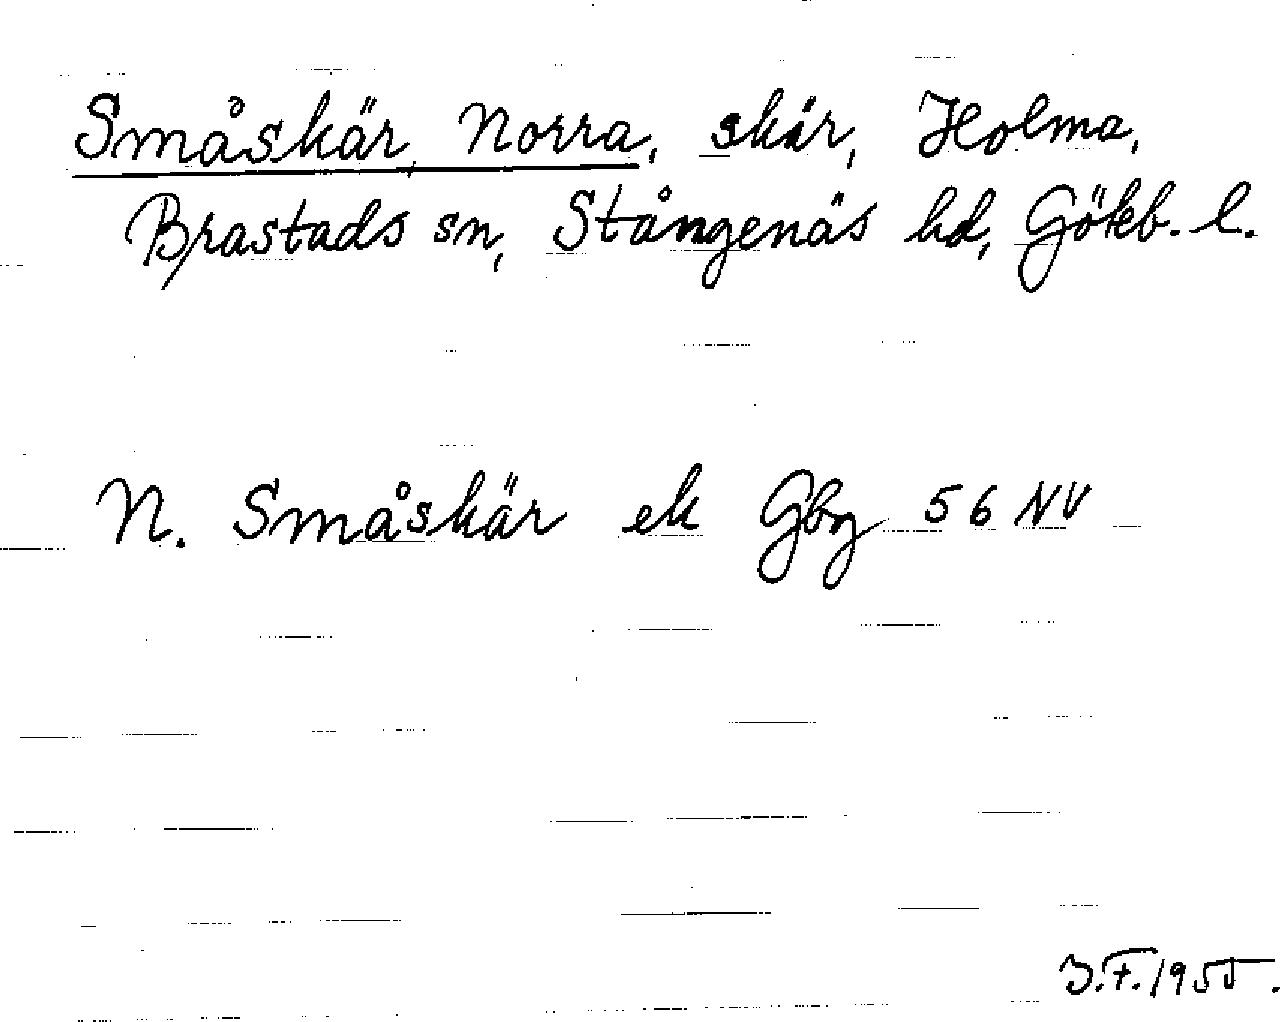 Småskär, Norra, skär, Holma,
Brastads sn, Stångenäs hd, Göteb. l.
N. Småskär ek Gbg 56 NV
J.F. 1955.